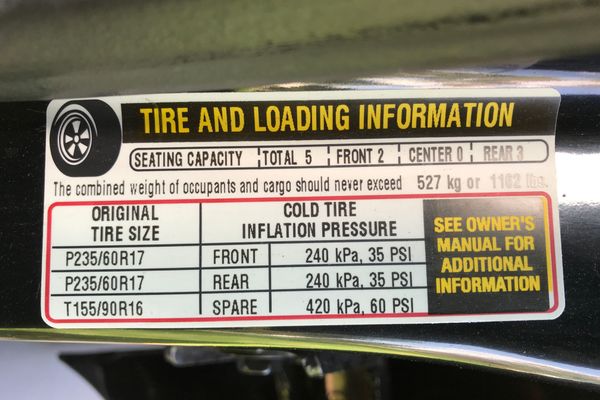 TIRE AND LOADING INFORMATION
SEATING CAPACITY TOTAL 5 FRONT 2 CENTER 0 REAR 3
The combined weight of occupants and cargo should never exceed 527 kg or 1162 lbs.
ORIGINAL TIRE SIZE
COLD TIRE INFLATION PRESSURE
P235/60R17 FRONT 240 kPa, 35 PSI
P235/60R17 REAR 240 kPa, 35 PSI
T155/90R16 SPARE 420 kPa, 60 PSI
SEE OWNER'S
MANUAL FOR
ADDITIONAL
INFORMATION